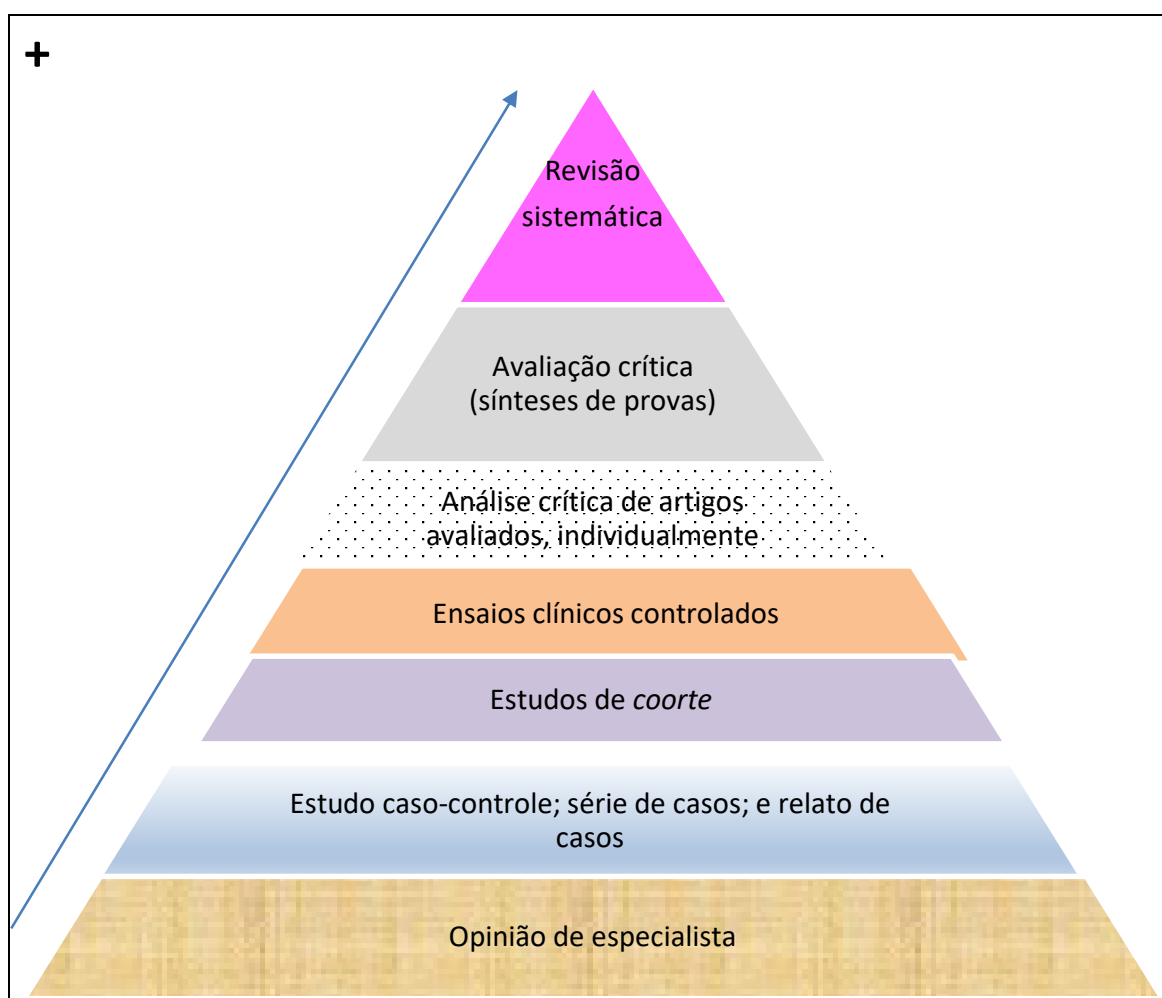 +
Revisão
sistemática
Avaliação crítica
(sínteses de provas)
Análise crítica de artigos
avaliados, individualmente
Ensaios clínicos controlados
Estudos de coorte
Estudo caso-controle; série de casos; e relato de
casos
Opinião de especialista